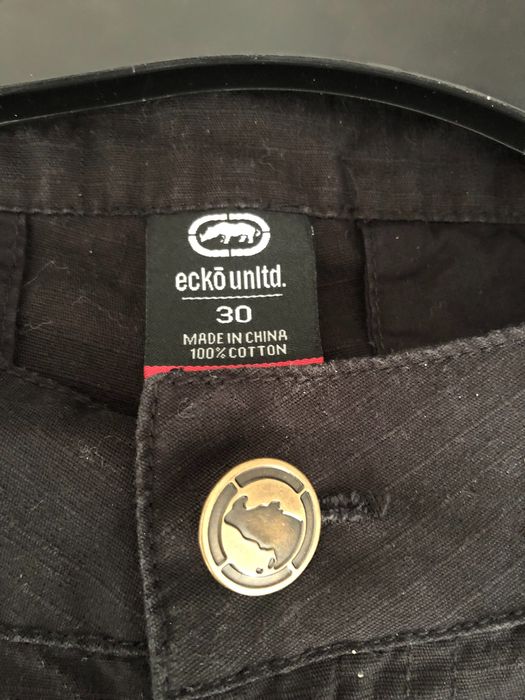 eckō unltd.
30
MADE IN CHINA
100% COTTON